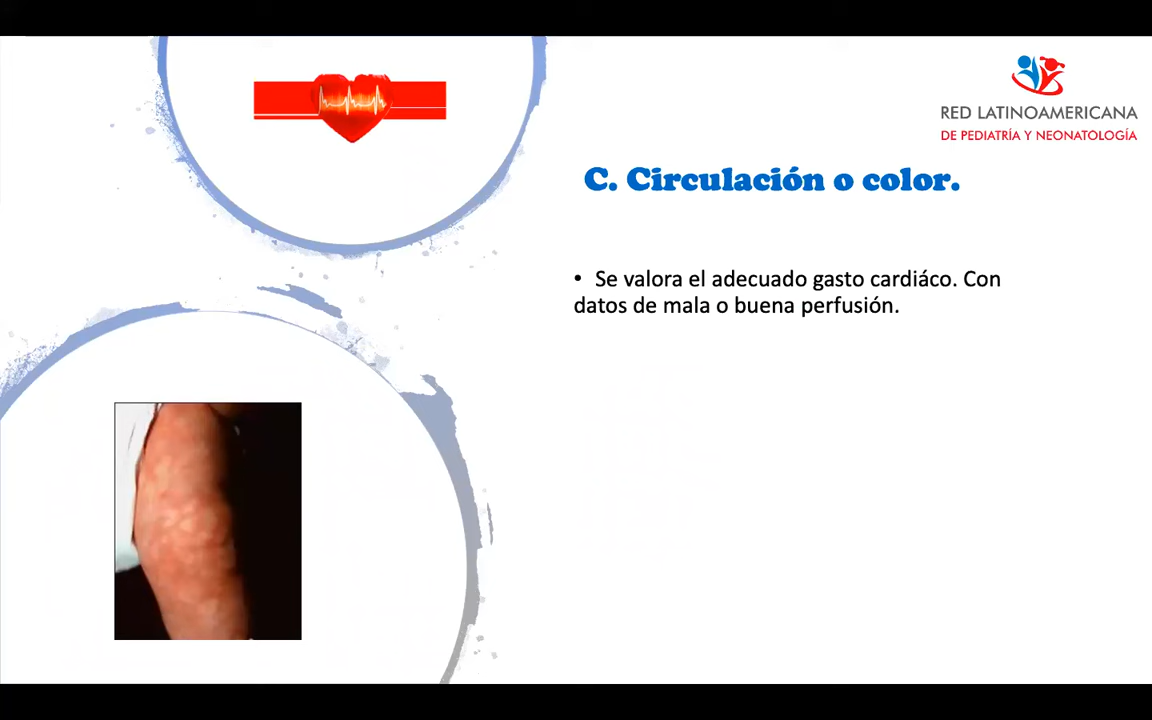 RED LATINOAMERICANA
DE PEDIATRÍA Y NEONATOLOGÍA
C. Circulación o color.
• Se valora el adecuado gasto cardiáco. Con
datos de mala o buena perfusión.